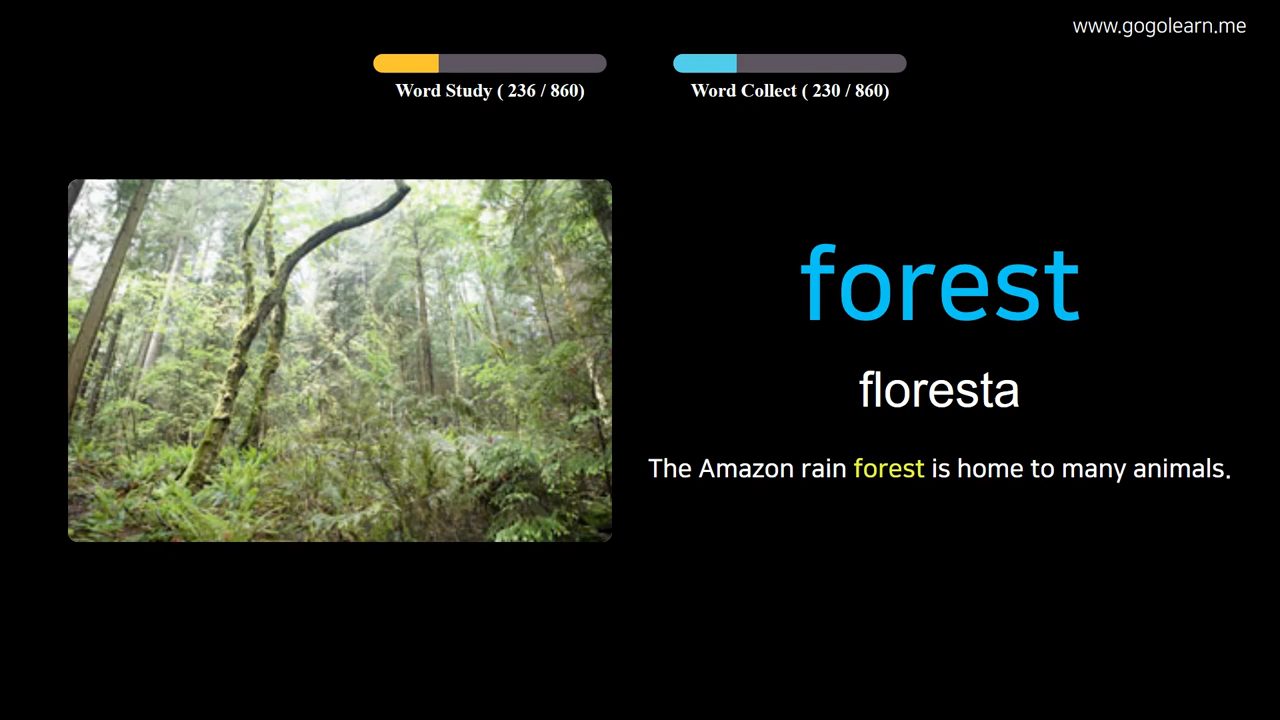 www.gogolearn.me
Word Study ( 236 / 860)
Word Collect ( 230 / 860)
forest
floresta
The Amazon rain forest is home to many animals.